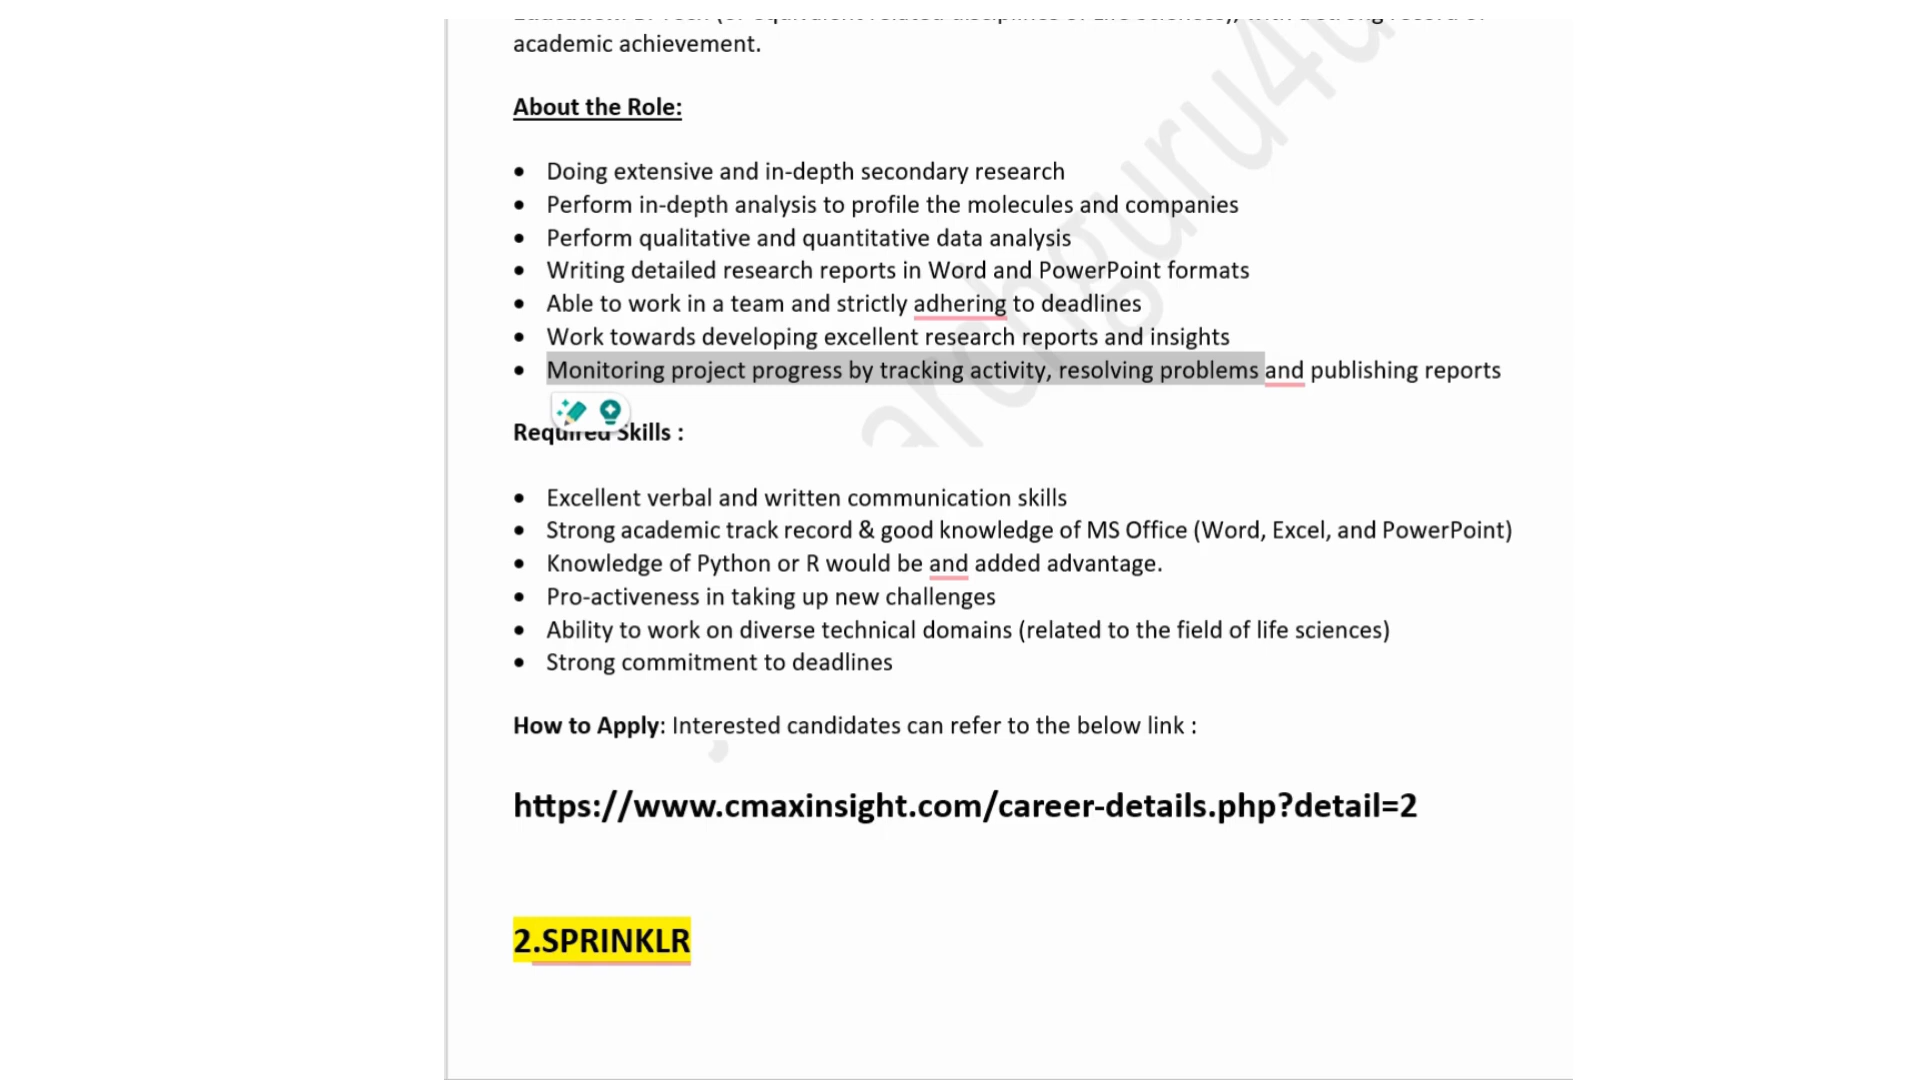 academic achievement.
About the Role:
• Doing extensive and in-depth secondary research
• Perform in-depth analysis to profile the molecules and companies
• Perform qualitative and quantitative data analysis
• Writing detailed research reports in Word and PowerPoint formats
• Able to work in a team and strictly adhering to deadlines
• Work towards developing excellent research reports and insights
• Monitoring project progress by tracking activity, resolving problems and publishing reports
Required Skills :
• Excellent verbal and written communication skills
• Strong academic track record & good knowledge of MS Office (Word, Excel, and PowerPoint)
• Knowledge of Python or R would be and added advantage.
• Pro-activeness in taking up new challenges
• Ability to work on diverse technical domains (related to the field of life sciences)
• Strong commitment to deadlines
How to Apply: Interested candidates can refer to the below link :
https://www.cmaxinsight.com/career-details.php?detail=2
2.SPRINKLR